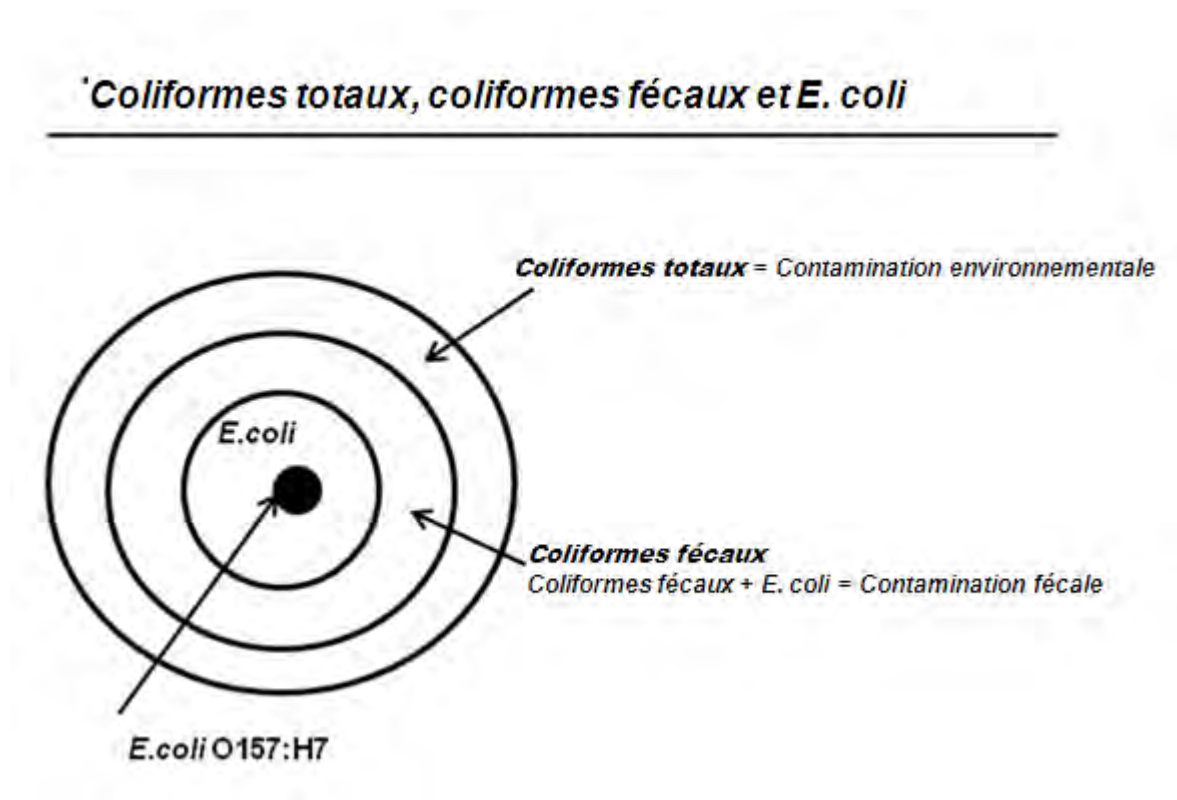 Coliformes totaux, coliformes fécaux et E. coli
Coliformes totaux = Contamination environnementale
E.coli
Coliformes fécaux
Coliformes fécaux + E. coli = Contamination fécale
E.coli O157:H7